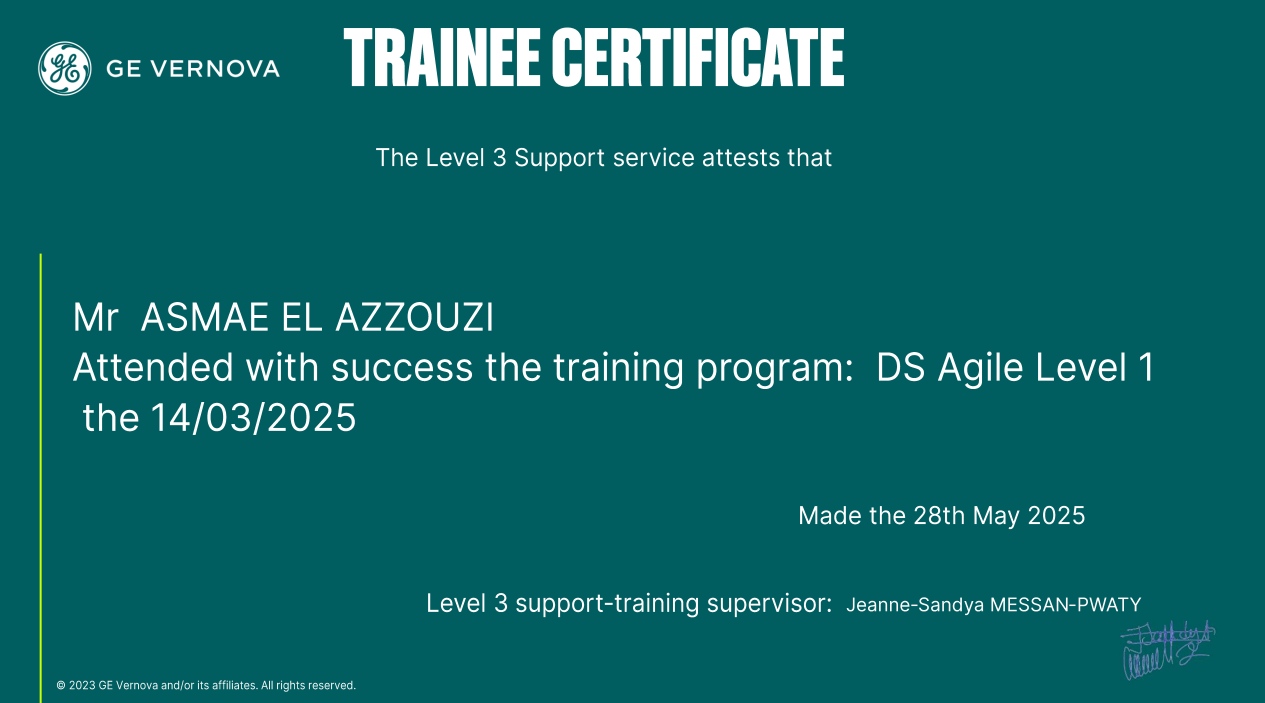 GE VERNOVA
TRAINEE CERTIFICATE
The Level 3 Support service attests that
Mr ASMAE EL AZZOUZI
Attended with success the training program: DS Agile Level 1
the 14/03/2025
Made the 28th May 2025
Level 3 support-training supervisor: Jeanne-Sandya MESSAN-PWATY
© 2023 GE Vernova and/or its affiliates. All rights reserved.